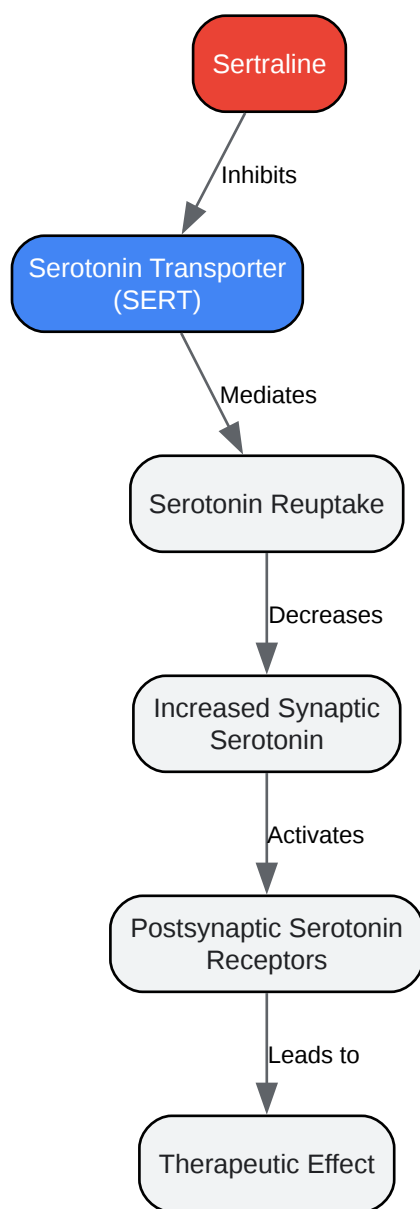 Sertraline
Inhibits
Serotonin Transporter
(SERT)
Mediates
Serotonin Reuptake
Decreases
Increased Synaptic
Serotonin
Activates
Postsynaptic Serotonin
Receptors
Leads to
Therapeutic Effect